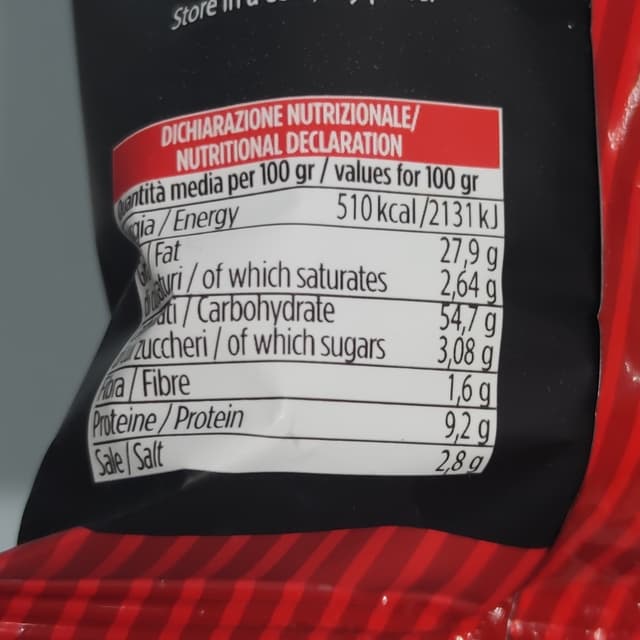 Store in a
DICHIARAZIONE NUTRIZIONALE/
NUTRITIONAL DECLARATION
media per 100 gr / values for 100 gr
/ Energy 510 kcal/2131 kJ
/ Fat 27,9 g
/ of which saturates 2,64 g
/ Carbohydrate 54,7 g
zuccheri / of which sugars 3,08 g
/ Fibre 1,6 g
Proteine / Protein 9,2 g
Sale / Salt 2,8 g